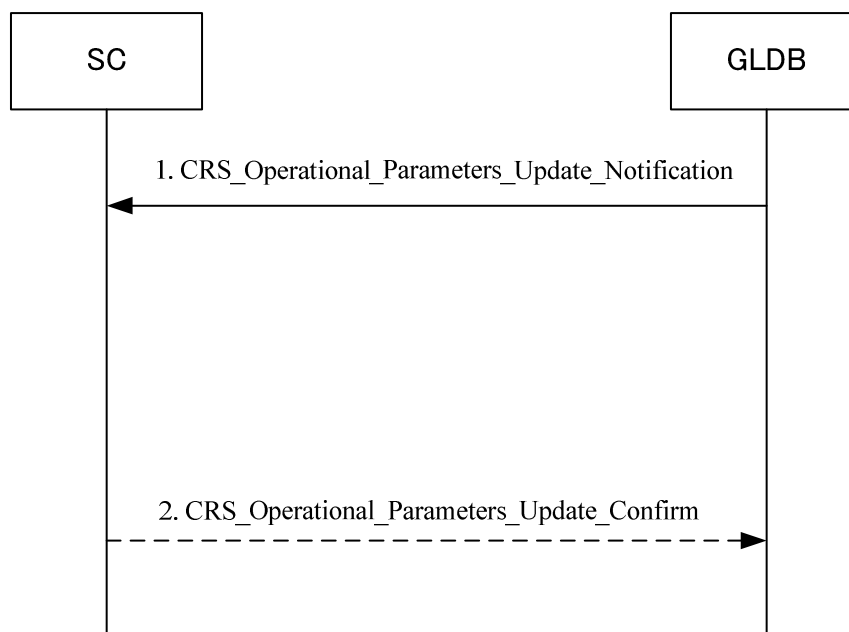 SC
GLDB
1. CRS_Operational_Parameters_Update_Notification
2. CRS_Operational_Parameters_Update_Confirm